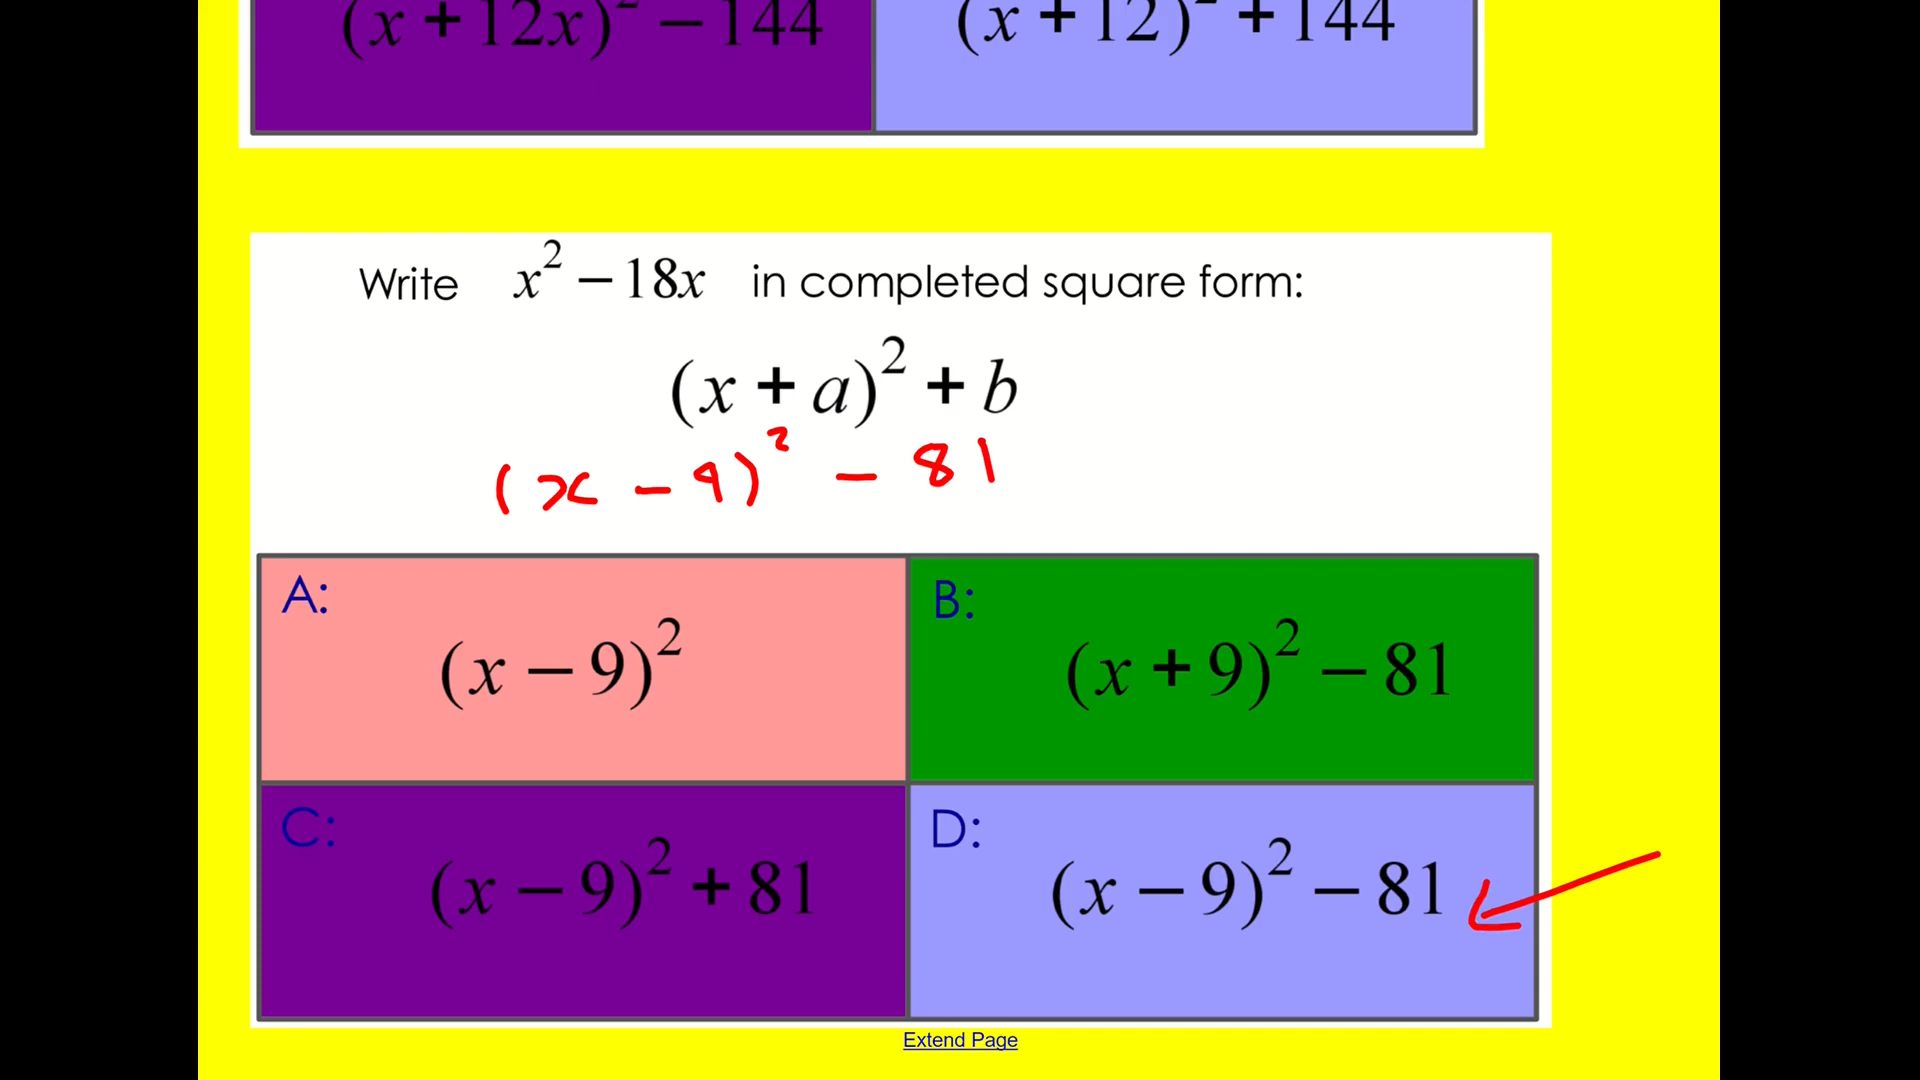 (x + 12x)² − 144
(x + 12)² + 144
Write x² − 18x in completed square form:
(x + a)² + b
(x − 9)² − 81
A:
(x − 9)²
B:
(x + 9)² − 81
C:
(x − 9)² + 81
D:
(x − 9)² − 81
Extend Page